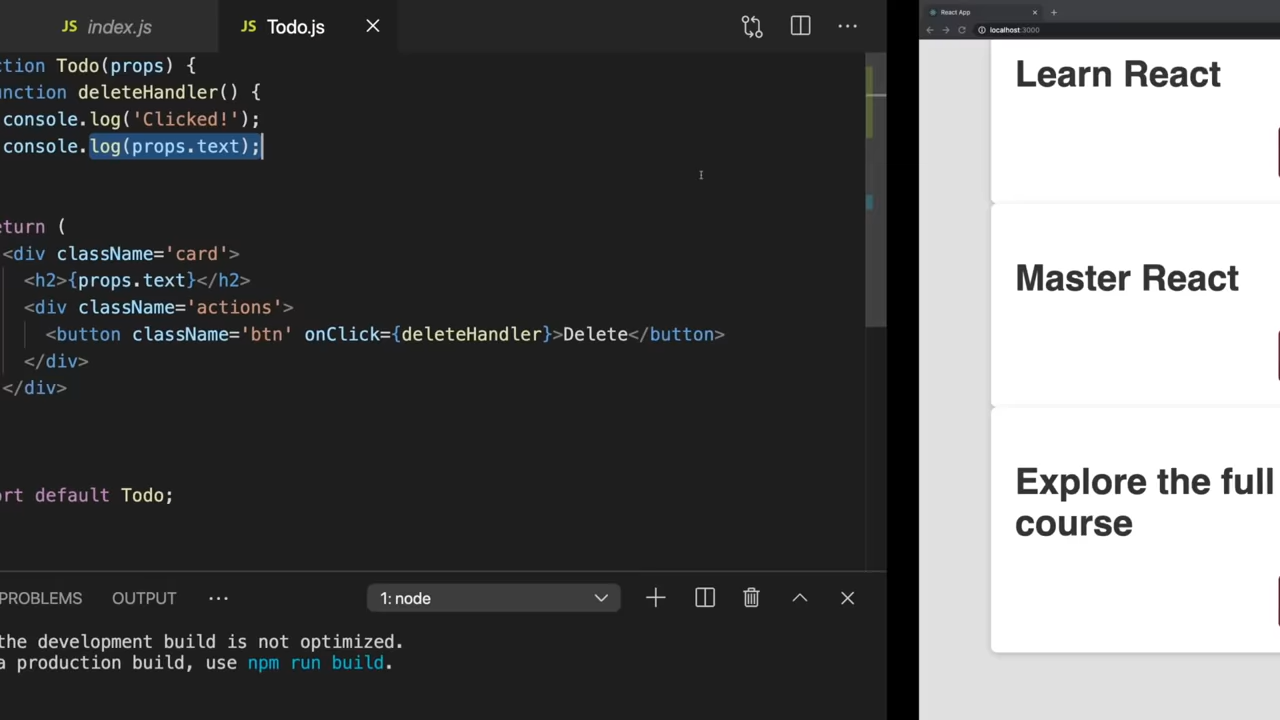 JS index.js
JS Todo.js
ction Todo(props) {
unction deleteHandler() {
console.log('Clicked!');
console.log(props.text);
eturn (
<div className='card'>
<h2>{props.text}</h2>
<div className='actions'>
<button className='btn' onClick={deleteHandler}>Delete</button>
</div>
</div>
ort default Todo;
PROBLEMS OUTPUT ··· 1: node
the development build is not optimized.
a production build, use npm run build.
React App
localhost:3000
Learn React
Master React
Explore the full
course